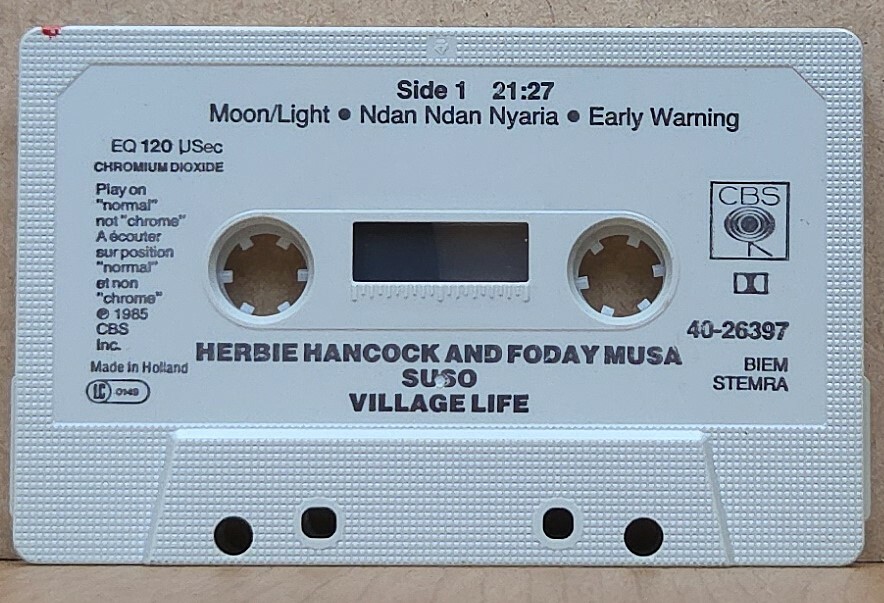 Side 1 21:27
Moon/Light • Ndan Ndan Nyaria • Early Warning
EQ 120 µSec
CHROMIUM DIOXIDE
Play on
"normal"
not "chrome"
A écouter
sur position
"normal"
et non
"chrome"
℗ 1985
CBS
Inc.
Made in Holland
LC 0149
CBS
40-26397
BIEM
STEMRA
HERBIE HANCOCK AND FODAY MUSA
SUSO
VILLAGE LIFE